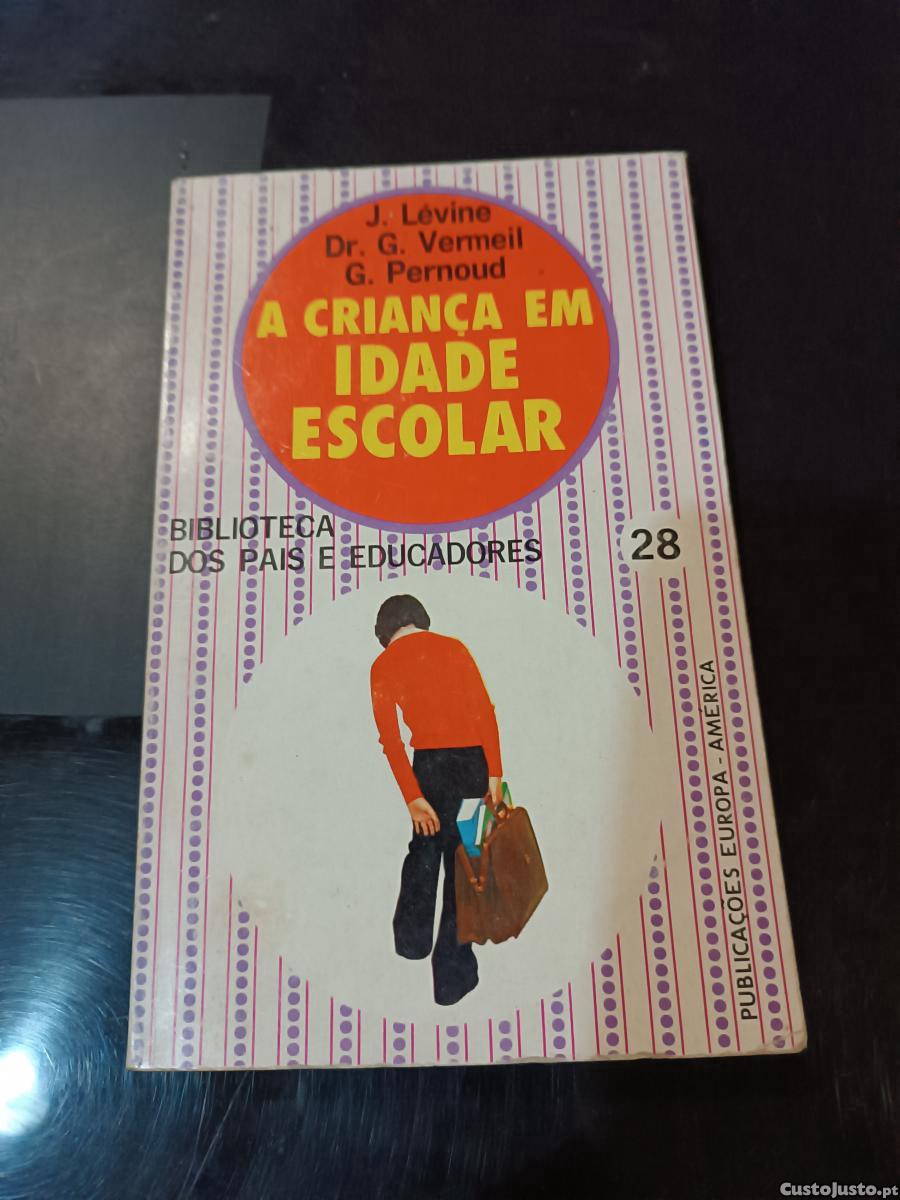 J. Lévine
Dr. G. Vermeil
G. Pernoud
A CRIANÇA EM
IDADE
ESCOLAR
BIBLIOTECA
DOS PAIS E EDUCADORES
28
PUBLICAÇÕES EUROPA - AMÉRICA
CustoJusto.pt